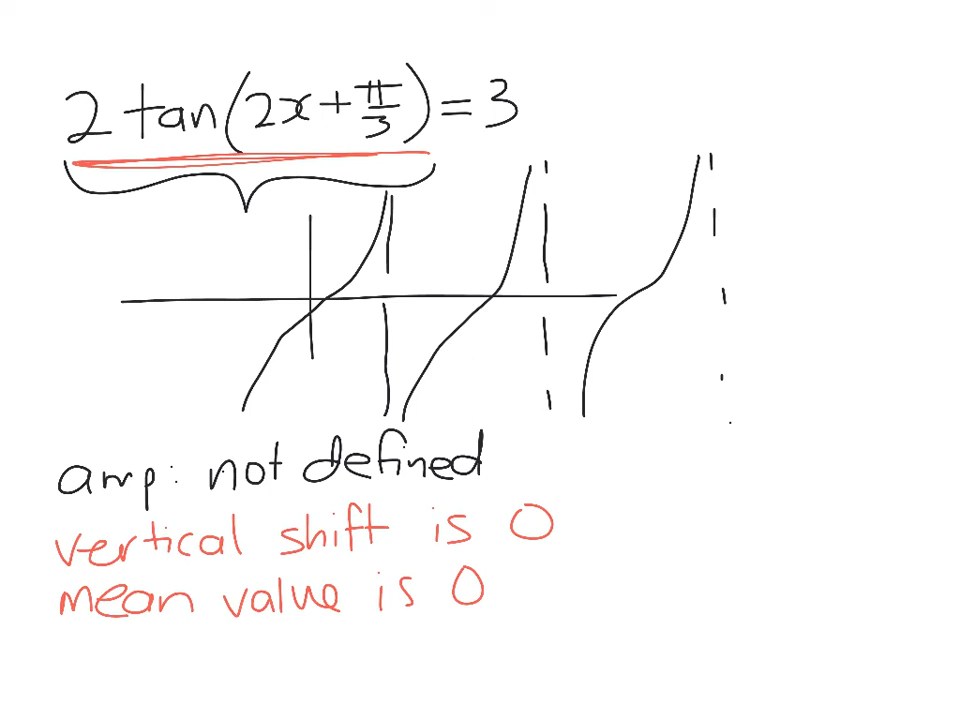 2 tan(2x + π/3) = 3
amp: not defined
vertical shift is 0
mean value is 0